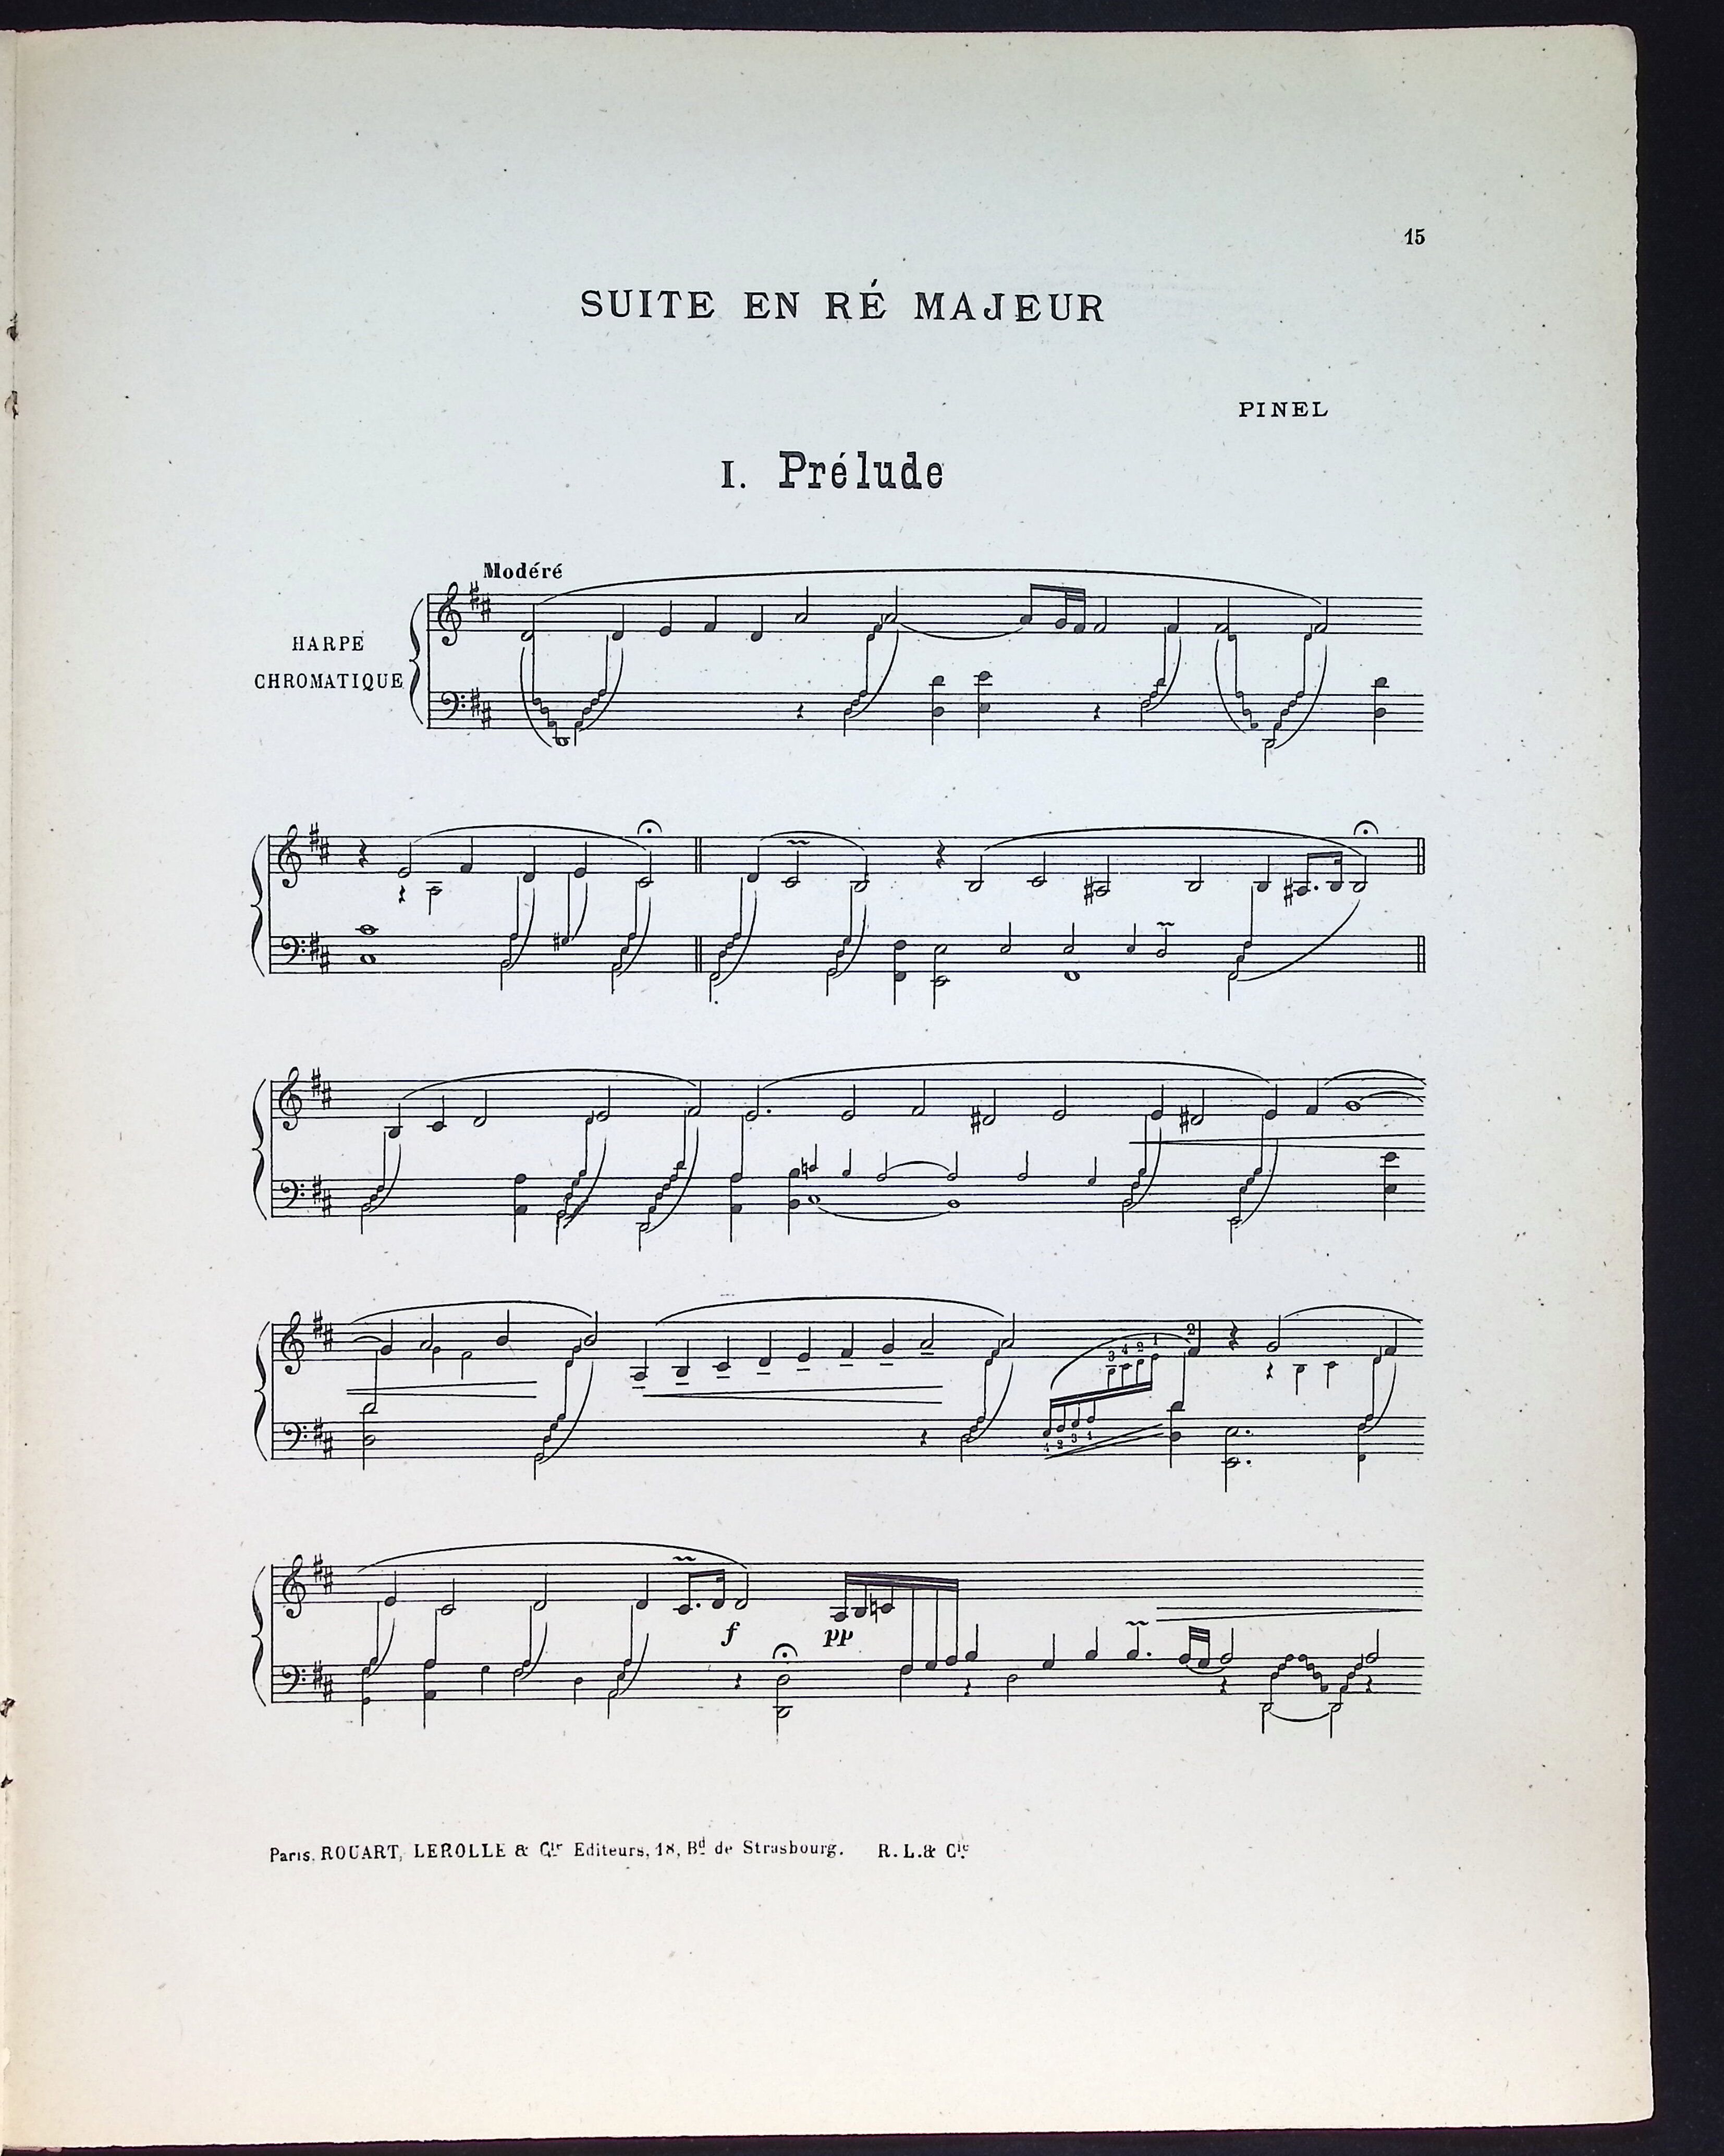 15
SUITE EN RÉ MAJEUR
PINEL
I. Prélude
Modéré
HARPE
CHROMATIQUE
3 4 2 1 2
4 2 3 1
f pp
Paris, ROUART, LEROLLE & Cie Editeurs, 18, Bd de Strasbourg. R. L. & Cie